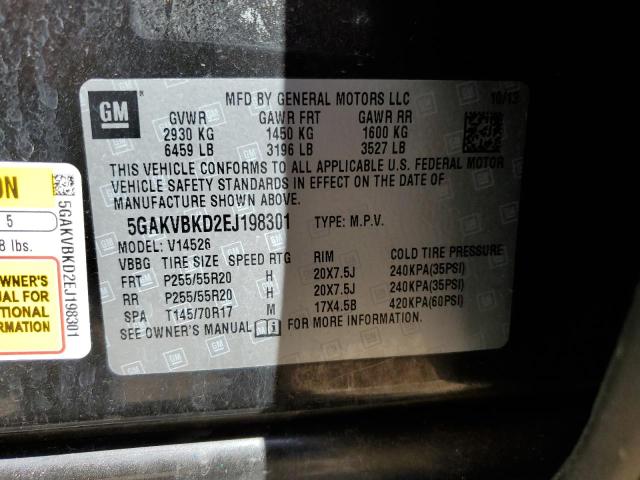 GM
MFD BY GENERAL MOTORS LLC
10/13
GVWR GAWR FRT GAWR RR
2930 KG 1450 KG 1600 KG
6459 LB 3196 LB 3527 LB
THIS VEHICLE CONFORMS TO ALL APPLICABLE U.S. FEDERAL MOTOR
VEHICLE SAFETY STANDARDS IN EFFECT ON THE DATE OF
MANUFACTURE SHOWN ABOVE.
5GAKVBKD2EJ198301 TYPE: M.P.V.
MODEL: V14526
VBBG TIRE SIZE SPEED RTG RIM COLD TIRE PRESSURE
FRT P255/55R20 H 20X7.5J 240KPA(35PSI)
RR P255/55R20 H 20X7.5J 240KPA(35PSI)
SPA T145/70R17 M 17X4.5B 420KPA(60PSI)
SEE OWNER'S MANUAL FOR MORE INFORMATION.
ON
5
8 lbs.
OWNER'S
UAL FOR
ITIONAL
ORMATION
5GAKVBKD2EJ198301